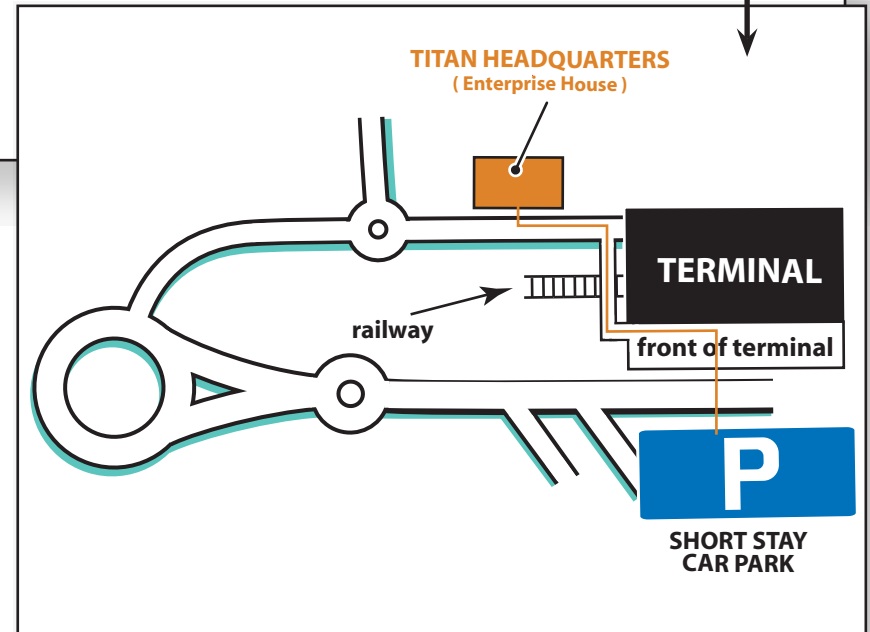 TITAN HEADQUARTERS
( Enterprise House )
TERMINAL
railway
front of terminal
P
SHORT STAY
CAR PARK